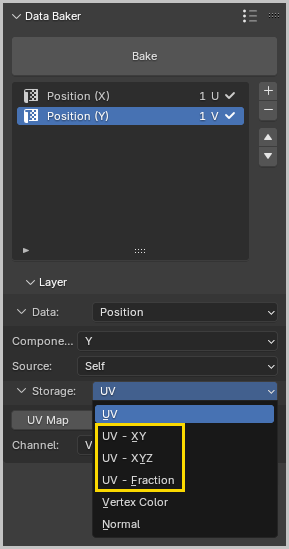 Data Baker
Bake
Position (X) 1 U
Position (Y) 1 V
Layer
Data: Position
Compone... Y
Source: Self
Storage: UV
UV Map
UV
UV - XY
Channel: V
UV - XYZ
UV - Fraction
Vertex Color
Normal